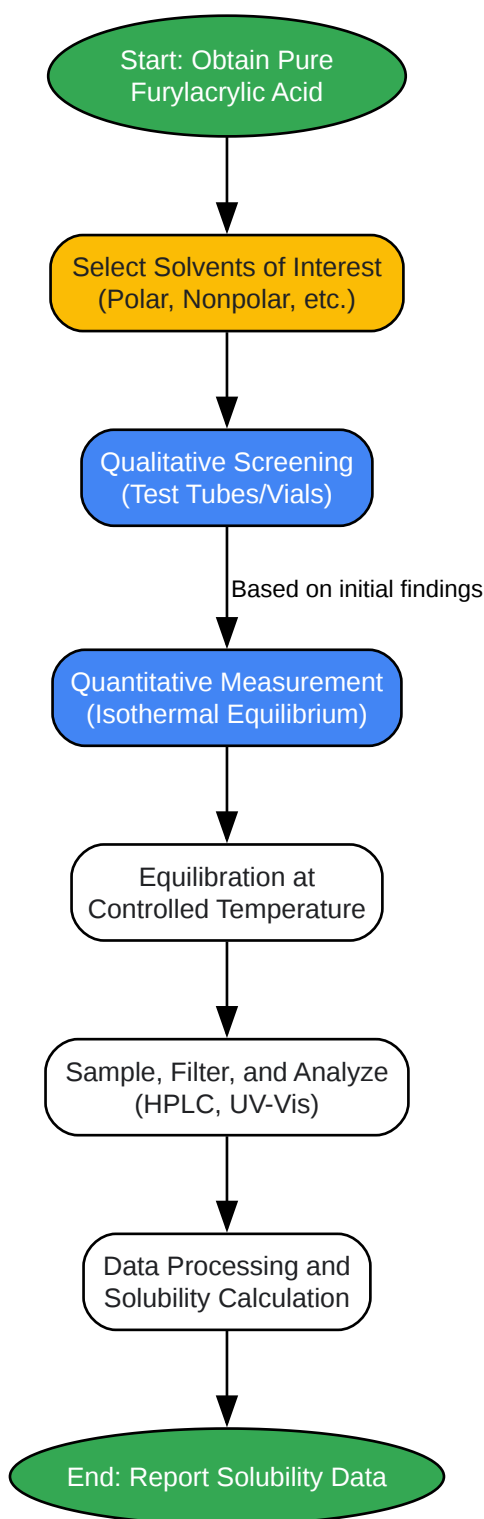 Start: Obtain Pure
Furylacrylic Acid
Select Solvents of Interest
(Polar, Nonpolar, etc.)
Qualitative Screening
(Test Tubes/Vials)
Based on initial findings
Quantitative Measurement
(Isothermal Equilibrium)
Equilibration at
Controlled Temperature
Sample, Filter, and Analyze
(HPLC, UV-Vis)
Data Processing and
Solubility Calculation
End: Report Solubility Data